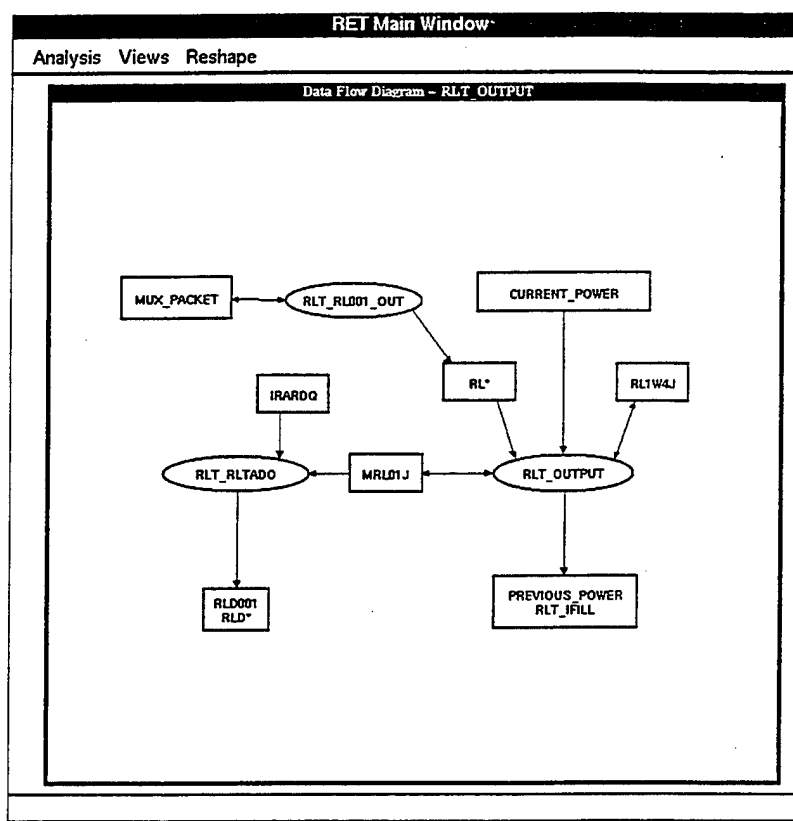 RET Main Window
Analysis Views Reshape
Data Flow Diagram – RLT_OUTPUT
MUX_PACKET
RLT_RL001_OUT
CURRENT_POWER
IRARDQ
RL*
RL1W4J
RLT_RLTADO
MRL01J
RLT_OUTPUT
RLD001
RLD*
PREVIOUS_POWER
RLT_IFILL